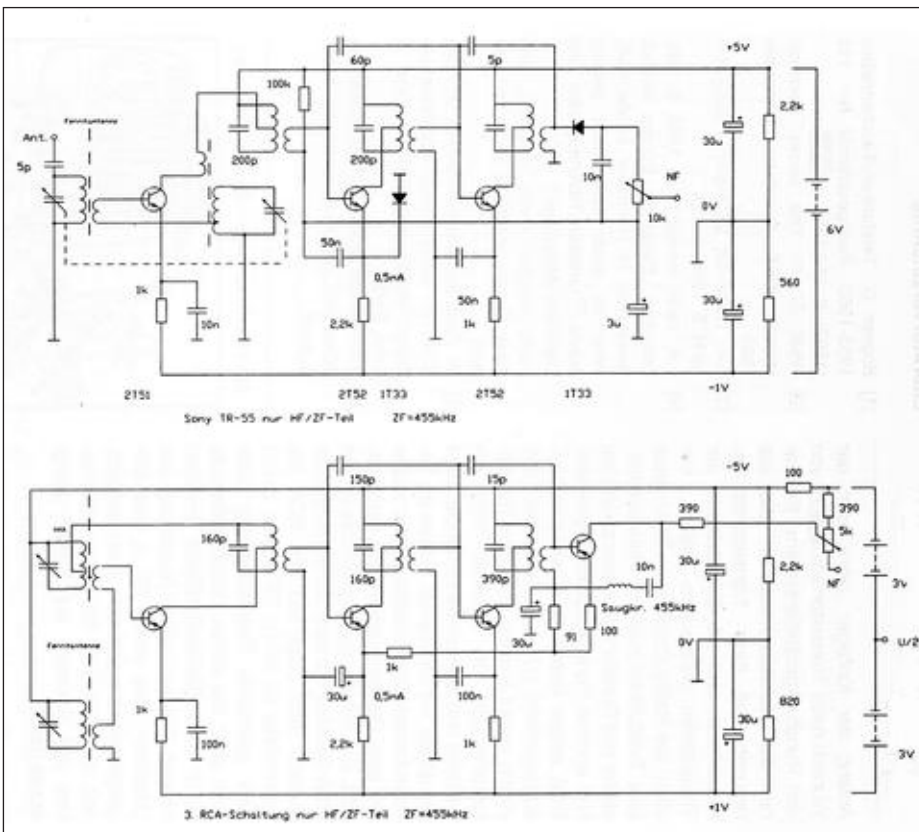 60p
5p
+5V
100k
2,2k
Ant.
5p
200p
200p
30u
10n
NF
10k
0V
6V
50n
0,5mA
50n
560
1k
10n
2,2k
1k
3u
30u
-1V
2T51
2T52
1T33
2T52
1T33
Sony TR-55 nur HF/ZF-Teil ZF=455kHz
150p
15p
-5V
100
390
390
5k
160p
160p
390p
10n
30u
2,2k
NF
3V
Saugkr. 455kHz
Ferritantenne
30u
91
100
0V
U/2
1k
1k
30u
0,5mA
100n
30u
820
100n
2,2k
1k
3V
+1V
3. RCA-Schaltung nur HF/ZF-Teil ZF=455kHz